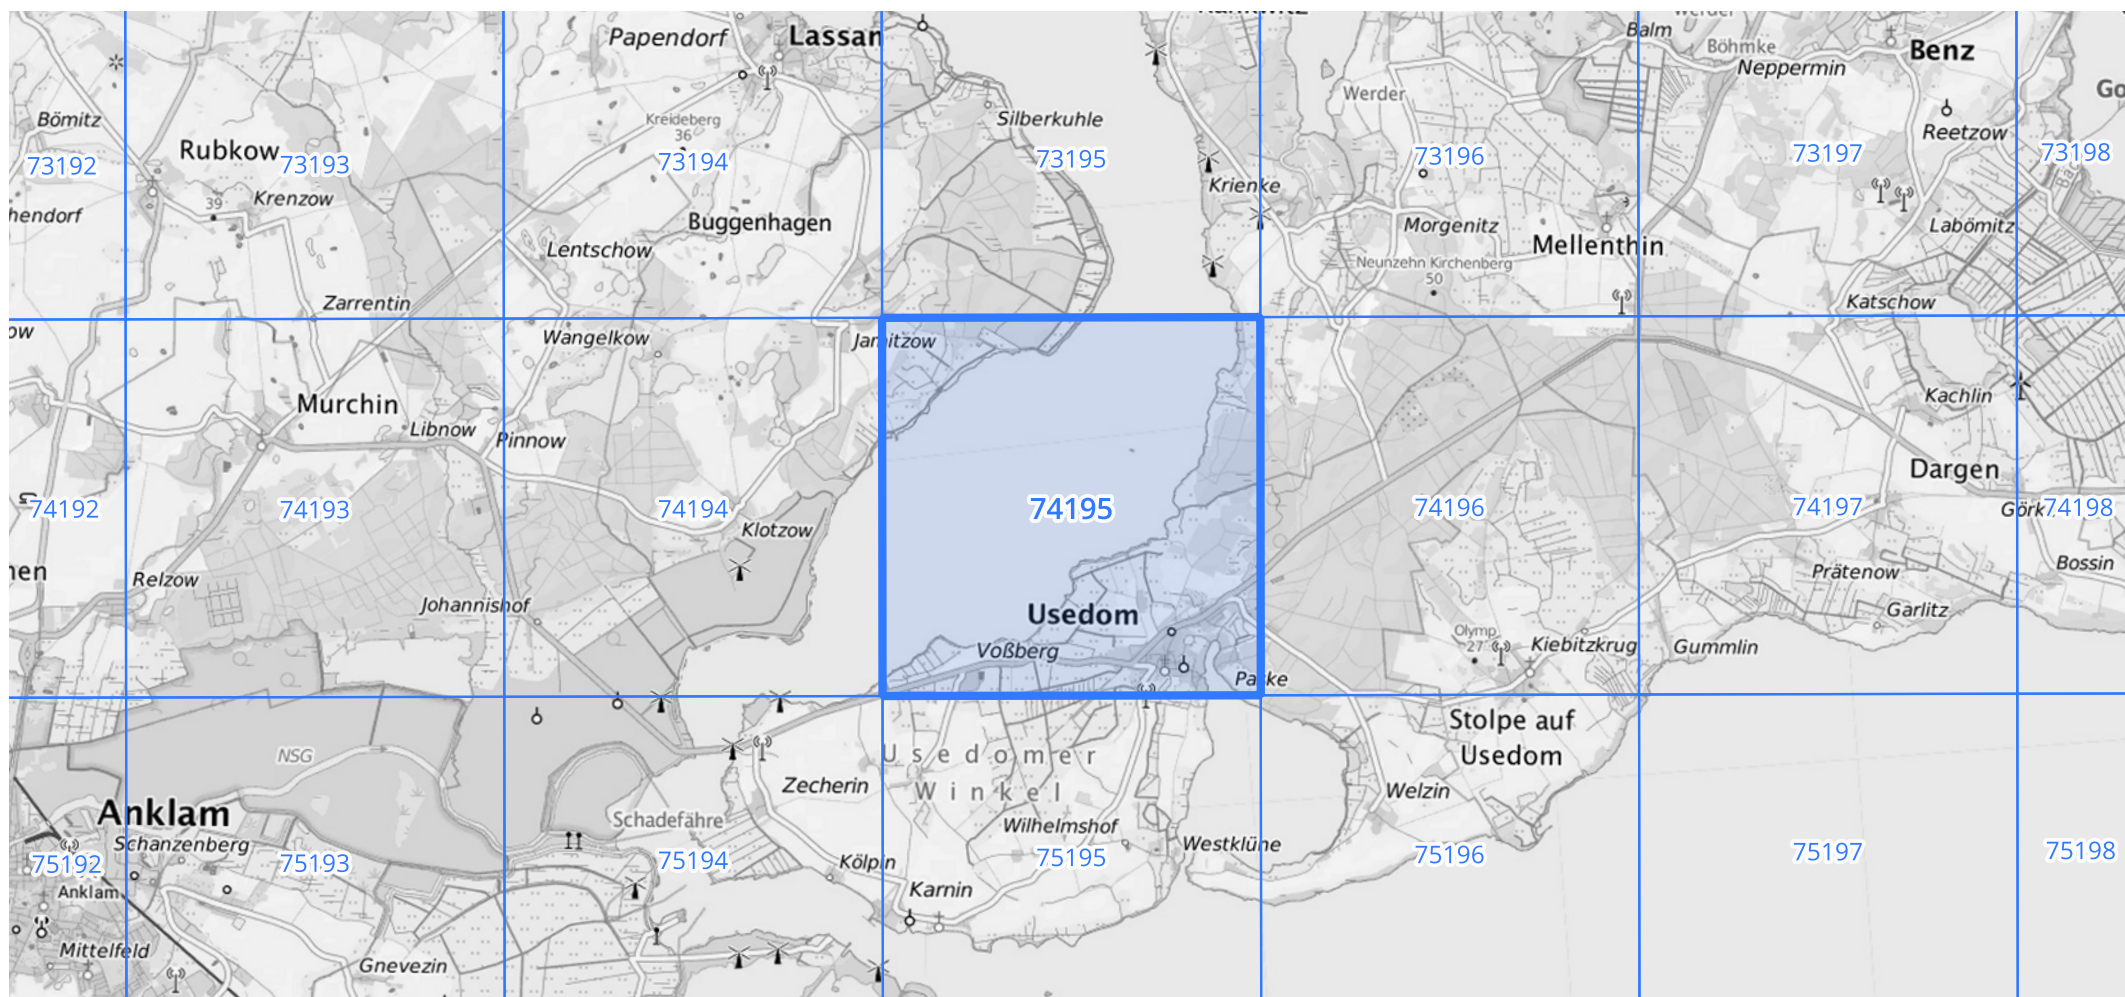 Papendorf
Lassan
Balm
Böhmke
Werder
Neppermin
Benz
Bömitz
Kreideberg
36
Silberkuhle
Werder
Reetzow
Rubkow
73192
73193
73194
73195
73196
73197
73198
39
Krenzow
Krienke
hendorf
Buggenhagen
Morgenitz
Labömitz
Lentschow
Mellenthin
Neunzehn Kirchenberg
50
Zarrentin
Katschow
ow
Wangelkow
Jamitzow
Murchin
Kachlin
Libnow
Pinnow
Dargen
74192
74193
74194
74195
74196
74197
74198
Klotzow
Görk
Relzow
Prätenow
Bossin
Johannishof
Usedom
Garlitz
Voßberg
Olymp
27
Kiebitzkrug
Gummlin
Stolpe auf
Usedom
NSG
Usedomer
Winkel
Zecherin
Welzin
Anklam
Schadefähre
Wilhelmshof
Schanzenberg
Westklüne
75192
75193
75194
75195
75196
75197
75198
Kölpin
Anklam
Karnin
Mittelfeld
Gnevezin